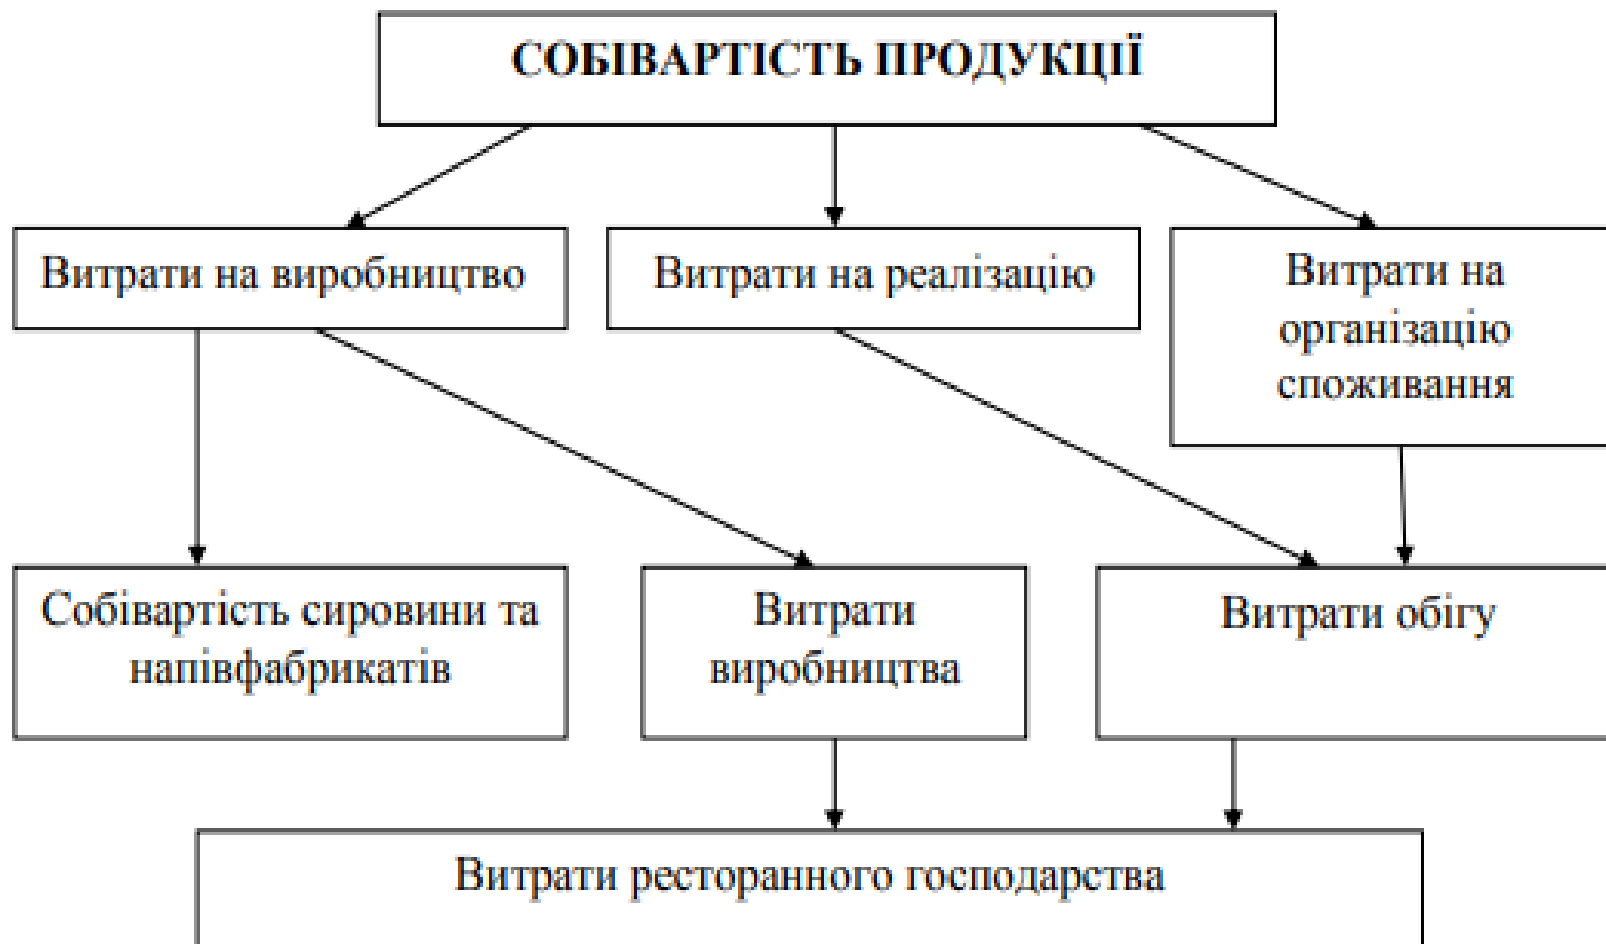 СОБІВАРТІСТЬ ПРОДУКЦІЇ
Витрати на виробництво
Витрати на реалізацію
Витрати на
організацію
споживання
Собівартість сировини та
напівфабрикатів
Витрати
виробництва
Витрати обігу
Витрати ресторанного господарства